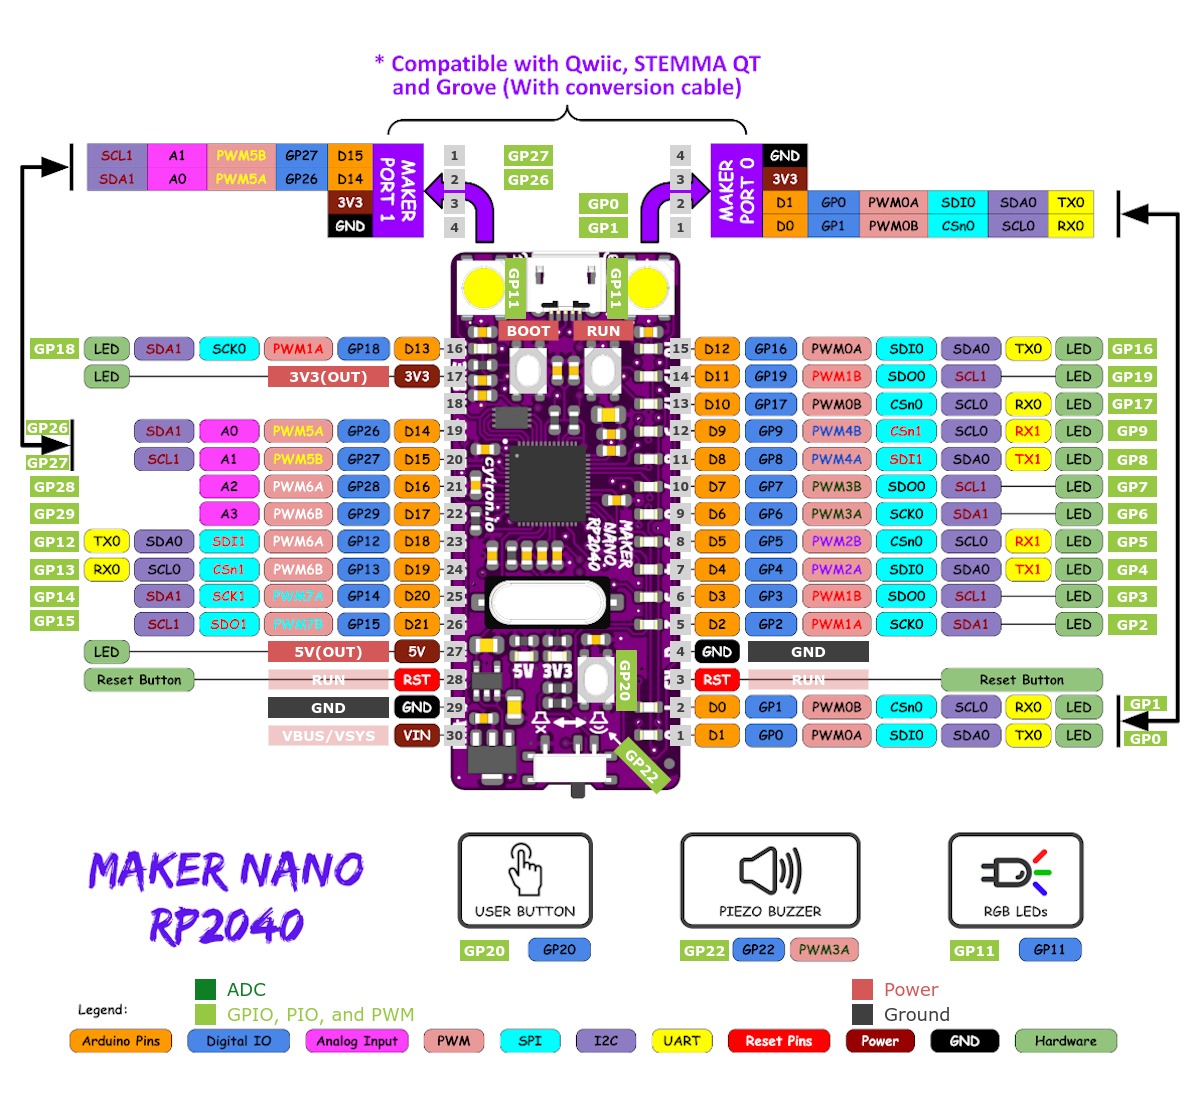 * Compatible with Qwiic, STEMMA QT
and Grove (With conversion cable)
SCL1 A1 PWM5B GP27 D15 MAKER PORT 1 1 GP27 4 MAKER PORT 0 GND
SDA1 A0 PWM5A GP26 D14 2 GP26 3 3V3
3V3 3 GP0 2 D1 GP0 PWM0A SDI0 SDA0 TX0
GND 4 GP1 1 D0 GP1 PWM0B CSn0 SCL0 RX0
GP11 GP11
BOOT RUN
GP18 LED SDA1 SCK0 PWM1A GP18 D13 16 15 D12 GP16 PWM0A SDI0 SDA0 TX0 LED GP16
LED 3V3(OUT) 3V3 17 14 D11 GP19 PWM1B SDO0 SCL1 LED GP19
18 13 D10 GP17 PWM0B CSn0 SCL0 RX0 LED GP17
GP26 SDA1 A0 PWM5A GP26 D14 19 12 D9 GP9 PWM4B CSn1 SCL0 RX1 LED GP9
GP27 SCL1 A1 PWM5B GP27 D15 20 11 D8 GP8 PWM4A SDI1 SDA0 TX1 LED GP8
GP28 A2 PWM6A GP28 D16 21 10 D7 GP7 PWM3B SDO0 SCL1 LED GP7
GP29 A3 PWM6B GP29 D17 22 9 D6 GP6 PWM3A SCK0 SDA1 LED GP6
GP12 TX0 SDA0 SDI1 PWM6A GP12 D18 23 8 D5 GP5 PWM2B CSn0 SCL0 RX1 LED GP5
GP13 RX0 SCL0 CSn1 PWM6B GP13 D19 24 7 D4 GP4 PWM2A SDI0 SDA0 TX1 LED GP4
GP14 SDA1 SCK1 PWM7A GP14 D20 25 6 D3 GP3 PWM1B SDO0 SCL1 LED GP3
GP15 SCL1 SDO1 PWM7B GP15 D21 26 5 D2 GP2 PWM1A SCK0 SDA1 LED GP2
LED 5V(OUT) 5V 27 4 GND GND
Reset Button RUN RST 28 3 RST RUN Reset Button
GND GND 29 2 D0 GP1 PWM0B CSn0 SCL0 RX0 LED GP1
VBUS/VSYS VIN 30 1 D1 GP0 PWM0A SDI0 SDA0 TX0 LED GP0
cytron.io
MAKER
NANO
RP2040
5V 3V3
GP20
GP22
MAKER NANO
RP2040
USER BUTTON
GP20 GP20
PIEZO BUZZER
GP22 GP22 PWM3A
RGB LEDs
GP11 GP11
ADC
GPIO, PIO, and PWM
Power
Ground
Legend:
Arduino Pins Digital IO Analog Input PWM SPI I2C UART Reset Pins Power GND Hardware